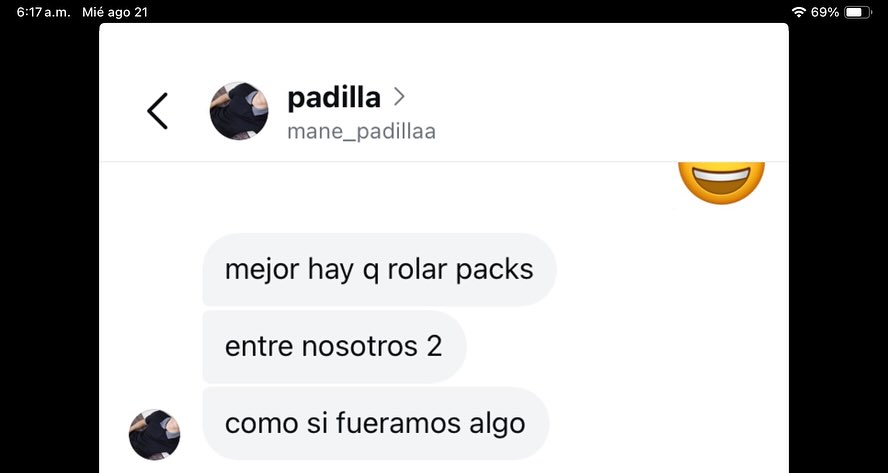 6:17 a.m. Mié ago 21
69%
padilla
mane_padillaa
mejor hay q rolar packs
entre nosotros 2
como si fueramos algo